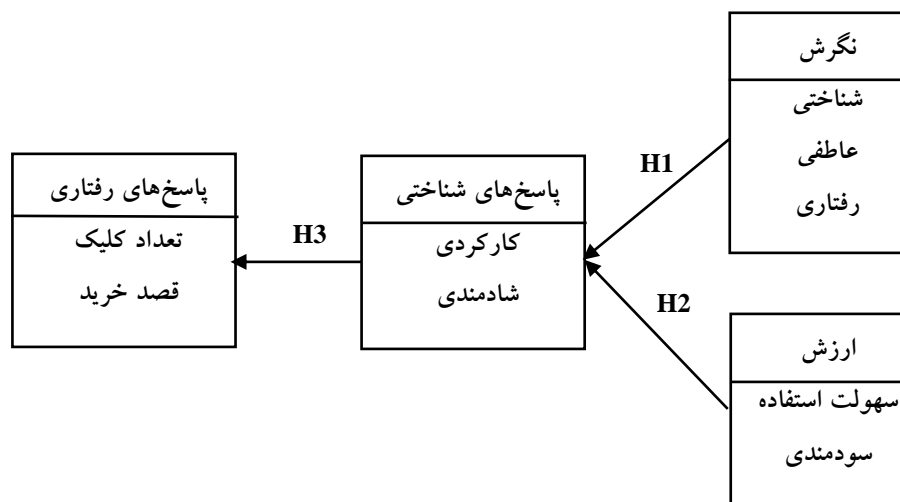 نگرش
شناختی
عاطفی
رفتاری
H1
پاسخ‌های شناختی
کارکردی
شادمندی
H3
پاسخ‌های رفتاری
تعداد کلیک
قصد خرید
H2
ارزش
سهولت استفاده
سودمندی